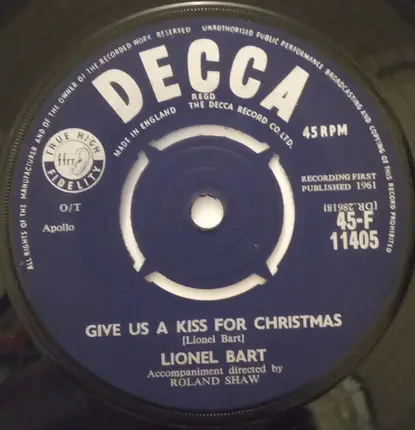 ALL RIGHTS OF THE MANUFACTURER AND OF THE OWNER OF THE RECORDED WORK RESERVED UNAUTHORISED PUBLIC PERFORMANCE BROADCASTING AND COPYING OF THIS RECORD PROHIBITED
DECCA
REGD
THE DECCA RECORD CO. LTD.
MADE IN ENGLAND
45 RPM
TRUE HIGH
ffrr
FIDELITY
RECORDING FIRST
PUBLISHED 1961
O/T
[DR.28618]
Apollo
45-F
11405
GIVE US A KISS FOR CHRISTMAS
[Lionel Bart]
LIONEL BART
Accompaniment directed by
ROLAND SHAW